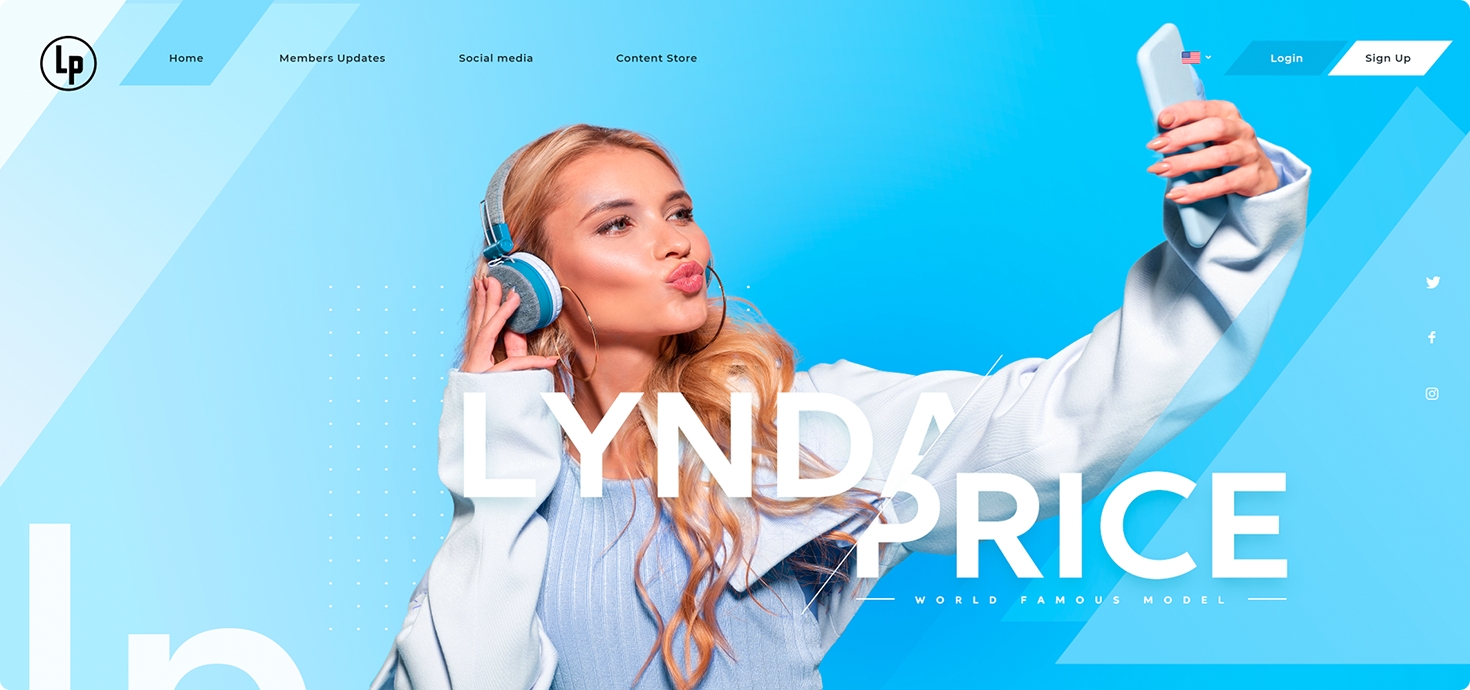 Lp
Home Members Updates Social media Content Store
Login Sign Up
LYNDA
PRICE
WORLD FAMOUS MODEL
Lp